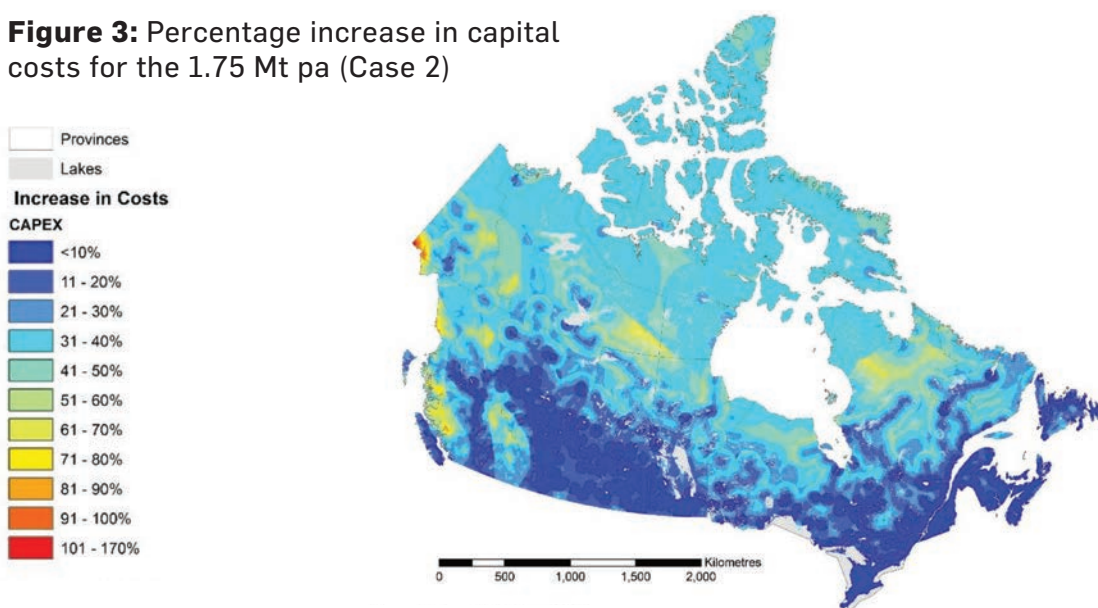 Figure 3: Percentage increase in capital
costs for the 1.75 Mt pa (Case 2)
Provinces
Lakes
Increase in Costs
CAPEX
<10%
11 - 20%
21 - 30%
31 - 40%
41 - 50%
51 - 60%
61 - 70%
71 - 80%
81 - 90%
91 - 100%
101 - 170%
Kilometres
0 500 1,000 1,500 2,000